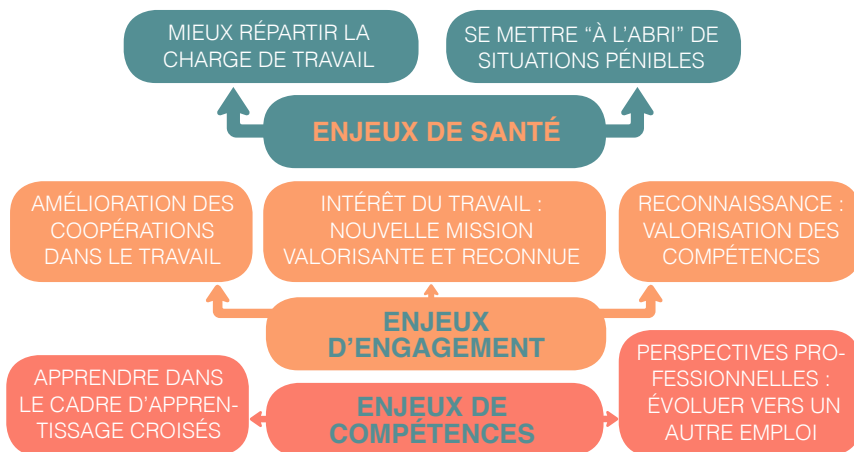 MIEUX RÉPARTIR LA
CHARGE DE TRAVAIL
SE METTRE “À L’ABRI” DE
SITUATIONS PÉNIBLES
ENJEUX DE SANTÉ
AMÉLIORATION DES
COOPÉRATIONS
DANS LE TRAVAIL
INTÉRÊT DU TRAVAIL :
NOUVELLE MISSION
VALORISANTE ET RECONNUE
RECONNAISSANCE :
VALORISATION DES
COMPÉTENCES
ENJEUX
D’ENGAGEMENT
APPRENDRE DANS
LE CADRE D’APPREN-
TISSAGE CROISÉS
ENJEUX DE
COMPÉTENCES
PERSPECTIVES PRO-
FESSIONNELLES :
ÉVOLUER VERS UN
AUTRE EMPLOI